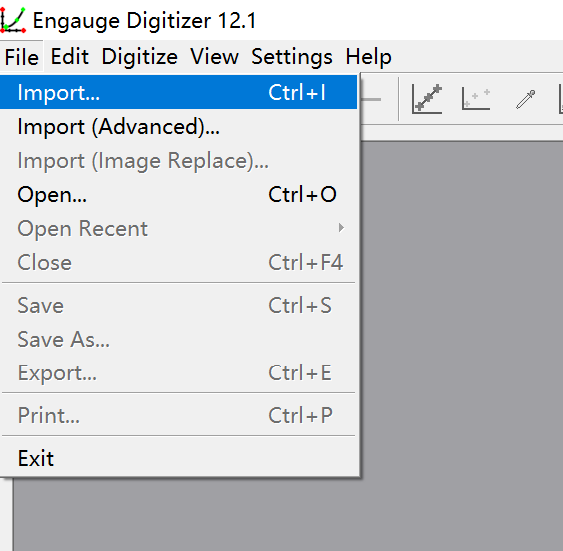 Engauge Digitizer 12.1
File Edit Digitize View Settings Help
Import... Ctrl+I
Import (Advanced)...
Import (Image Replace)...
Open... Ctrl+O
Open Recent
Close Ctrl+F4
Save Ctrl+S
Save As...
Export... Ctrl+E
Print... Ctrl+P
Exit